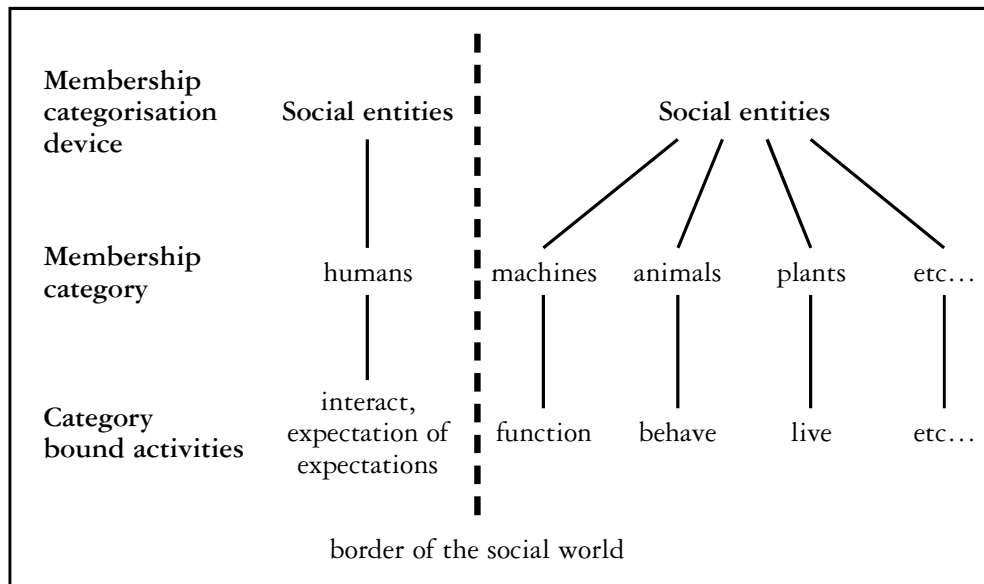 Membership
categorisation
device
Social entities
Social entities
Membership
category
humans
machines
animals
plants
etc…
Category
bound activities
interact,
expectation of
expectations
function
behave
live
etc…
border of the social world